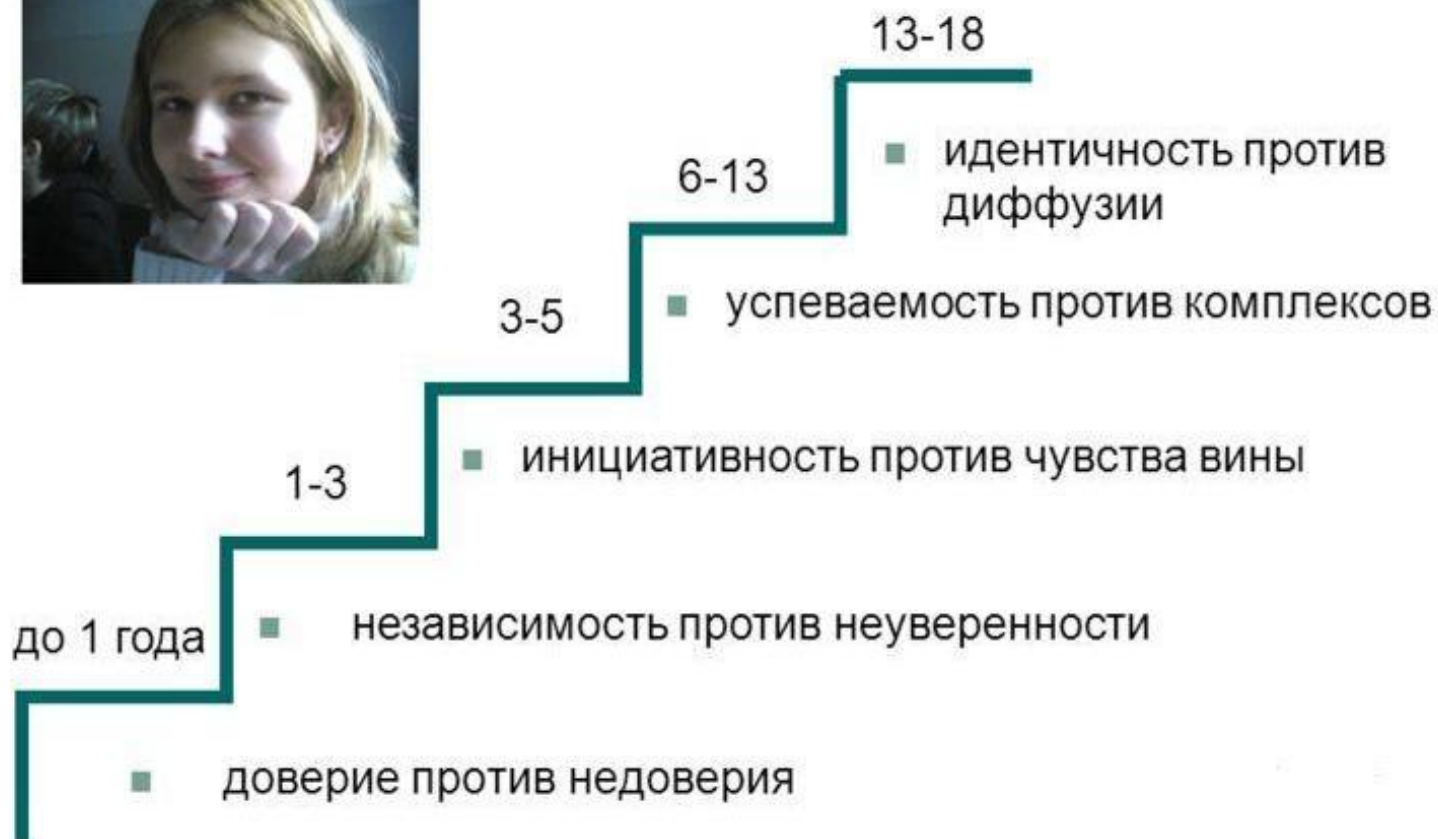 13-18
идентичность против
диффузии
6-13
успеваемость против комплексов
3-5
инициативность против чувства вины
1-3
независимость против неуверенности
до 1 года
доверие против недоверия